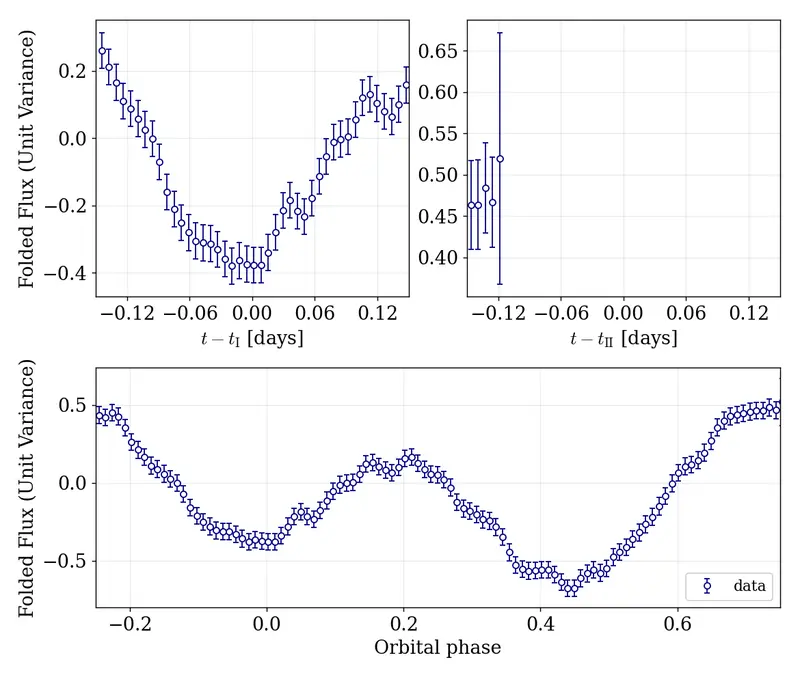 Folded Flux (Unit Variance)
0.2
0.0
−0.2
−0.4
−0.12 −0.06 0.00 0.06 0.12
t − tI [days]
0.65
0.60
0.55
0.50
0.45
0.40
−0.12 −0.06 0.00 0.06 0.12
t − tII [days]
Folded Flux (Unit Variance)
0.5
0.0
−0.5
−0.2 0.0 0.2 0.4 0.6
data
Orbital phase